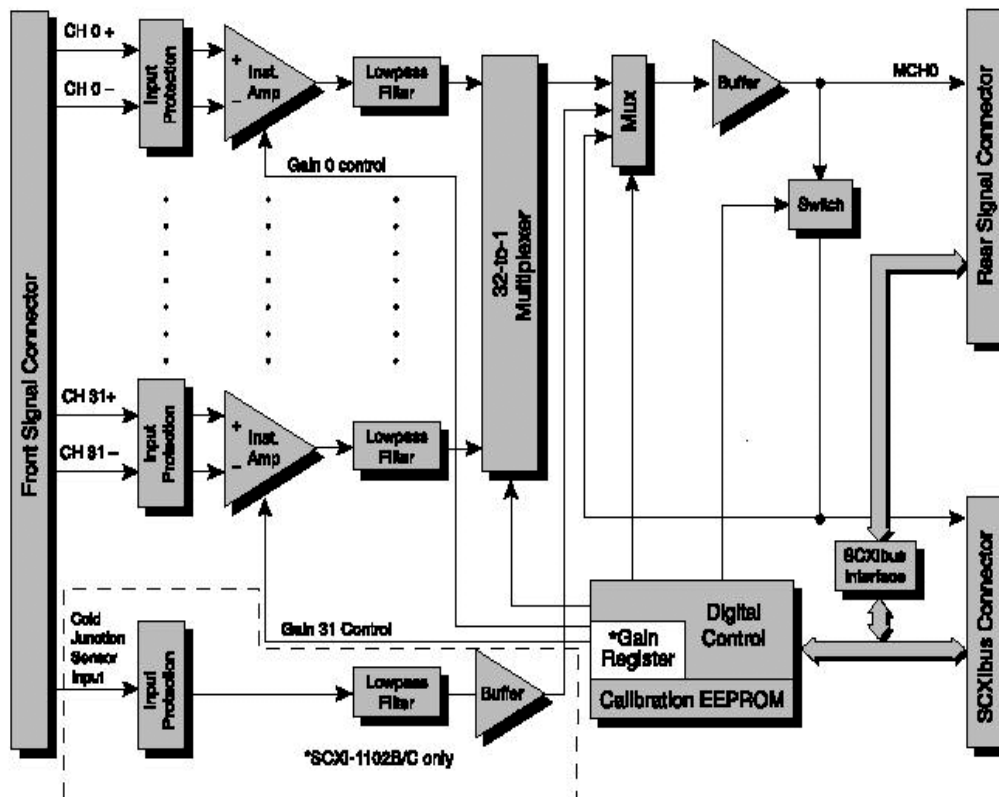 Front Signal Connector
CH 0 +
CH 0 –
Input
Protection
+
–
Inst.
Amp
Lowpass
Filter
Gain 0 control
32-to-1
Multiplexer
Mux
Buffer
MCH0
Switch
Rear Signal Connector
CH 31+
CH 31 –
Input
Protection
+
–
Inst.
Amp
Lowpass
Filter
SCXIbus
Interface
SCXIbus Connector
Gain 31 Control
Digital
Control
*Gain
Register
Calibration EEPROM
Cold
Junction
Sensor
Input
Input
Protection
Lowpass
Filter
Buffer
*SCXI-1102B/C only